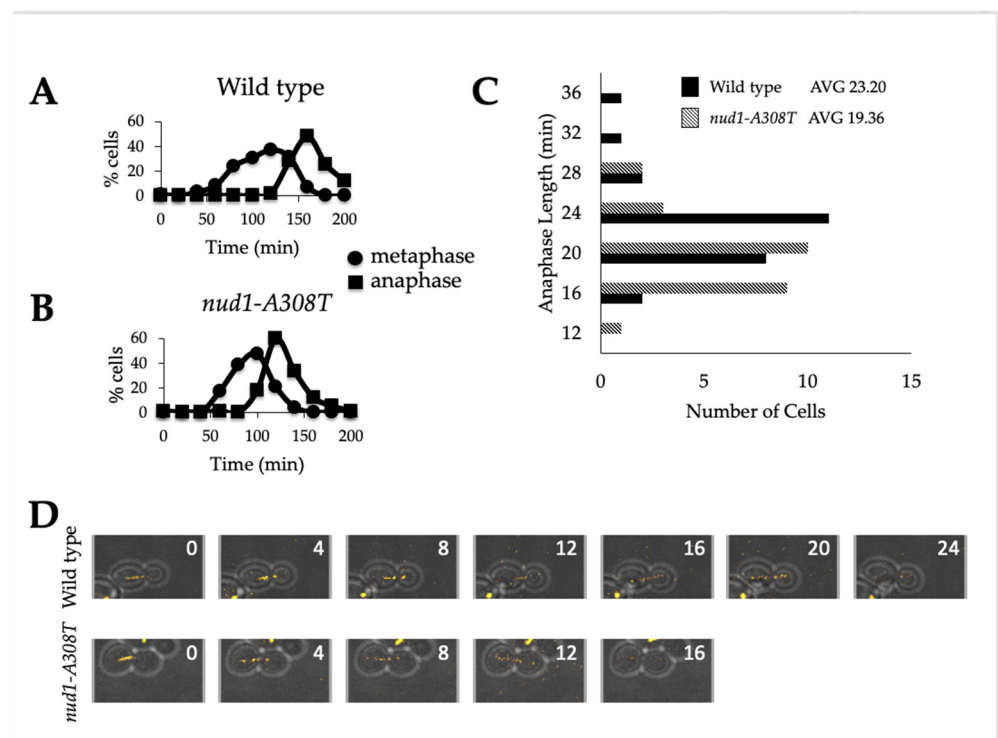 A
Wild type
% cells
60
40
20
0
0 50 100 150 200
Time (min)
metaphase
anaphase
B
nud1-A308T
% cells
60
40
20
0
0 50 100 150 200
Time (min)
C
Wild type AVG 23.20
nud1-A308T AVG 19.36
Anaphase Length (min)
36
32
28
24
20
16
12
0 5 10 15
Number of Cells
D
Wild type
0 4 8 12 16 20 24
nud1-A308T
0 4 8 12 16